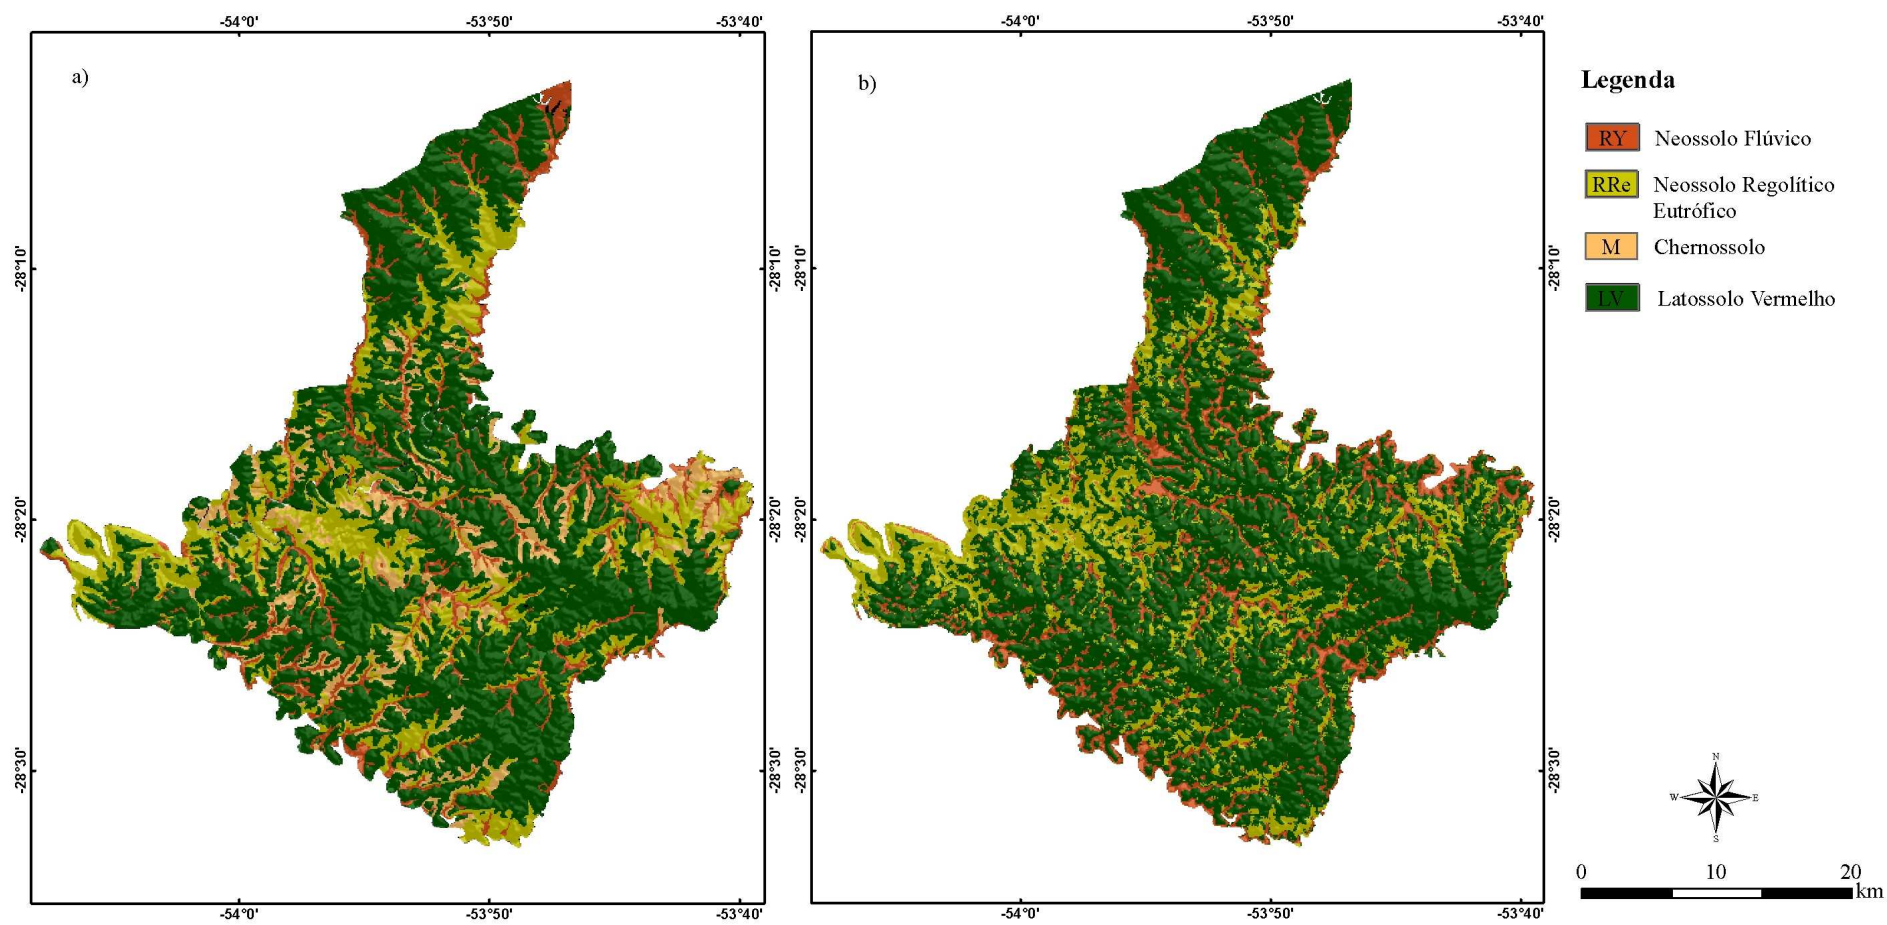 -54°0' -53°50' -53°40' -54°0' -53°50' -53°40'
a) b)
Legenda
RY Neossolo Flúvico
RRe Neossolo Regolítico
Eutrófico
M Chernossolo
LV Latossolo Vermelho
-28°10' -28°10' -28°10'
-28°20' -28°20' -28°20'
-28°30' -28°30' -28°30'
N
W E
S
0 10 20
km
-54°0' -53°50' -53°40' -54°0' -53°50' -53°40'